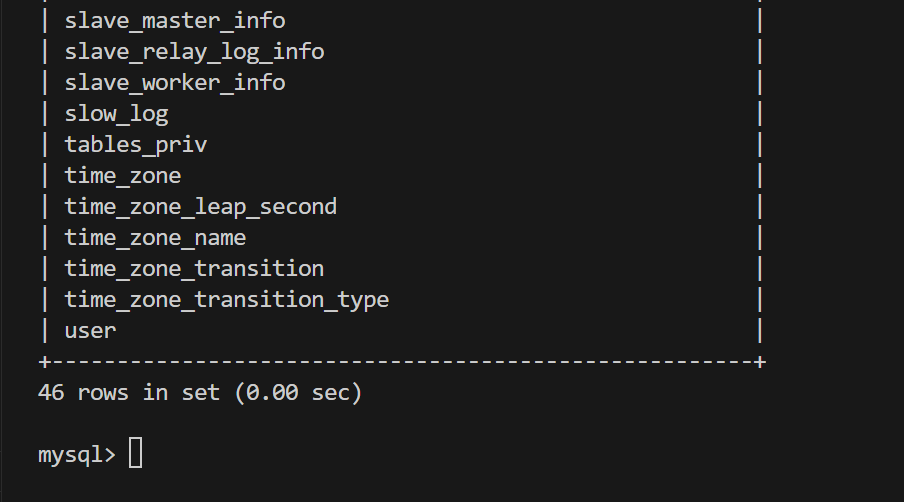 | slave_master_info                                    |
| slave_relay_log_info                                 |
| slave_worker_info                                    |
| slow_log                                             |
| tables_priv                                          |
| time_zone                                            |
| time_zone_leap_second                                |
| time_zone_name                                       |
| time_zone_transition                                 |
| time_zone_transition_type                            |
| user                                                 |
+------------------------------------------------------+
46 rows in set (0.00 sec)

mysql>